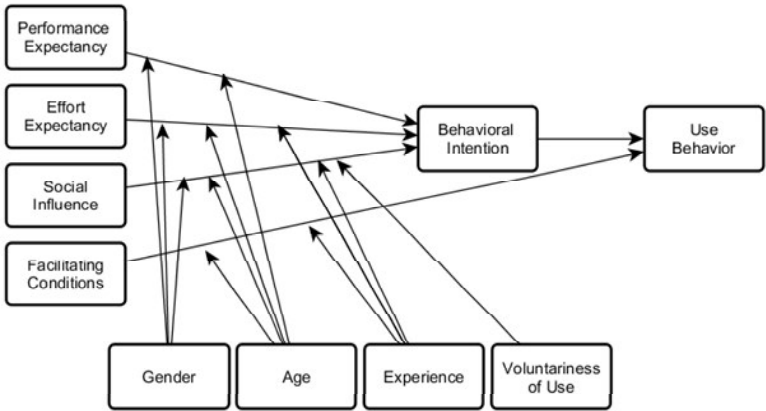 Performance
Expectancy
Effort
Expectancy
Behavioral
Intention
Use
Behavior
Social
Influence
Facilitating
Conditions
Gender
Age
Experience
Voluntariness
of Use